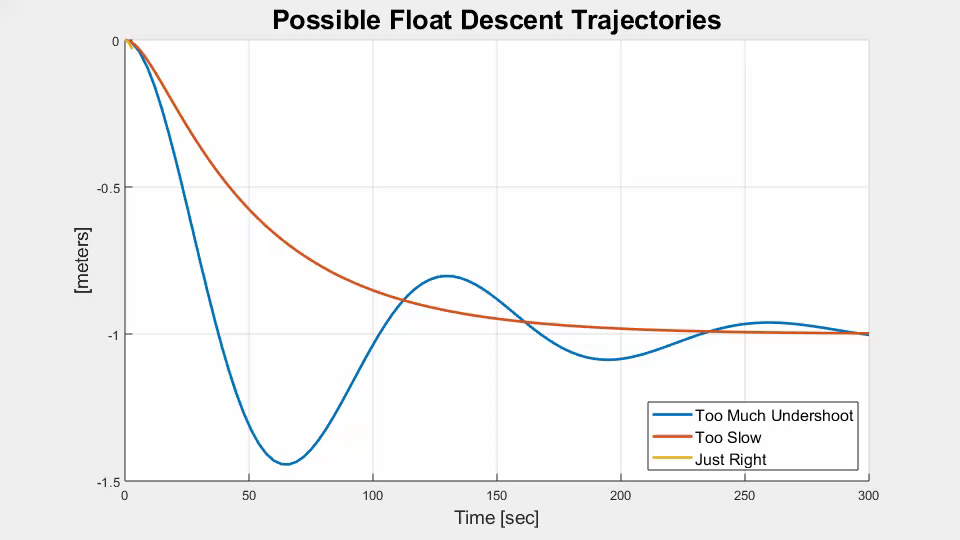 Possible Float Descent Trajectories
0
-0.5
-1
-1.5
[meters]
0 50 100 150 200 250 300
Time [sec]
Too Much Undershoot
Too Slow
Just Right